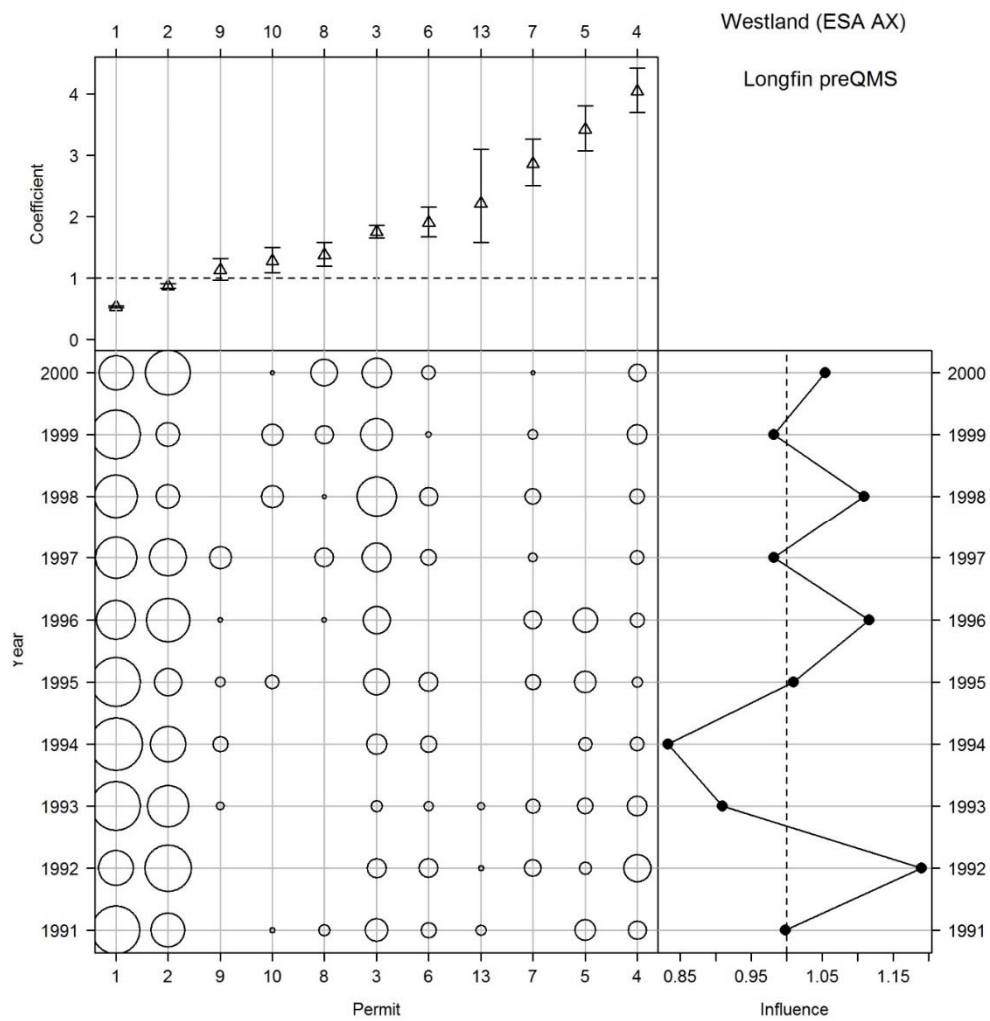 1 2 9 10 8 3 6 13 7 5 4
Westland (ESA AX)
Longfin preQMS
4
3
2
1
0
Coefficient
2000 2000
1999 1999
1998 1998
1997 1997
1996 1996
1995 1995
1994 1994
1993 1993
1992 1992
1991 1991
Year
1 2 9 10 8 3 6 13 7 5 4
0.85 0.95 1.05 1.15
Permit
Influence